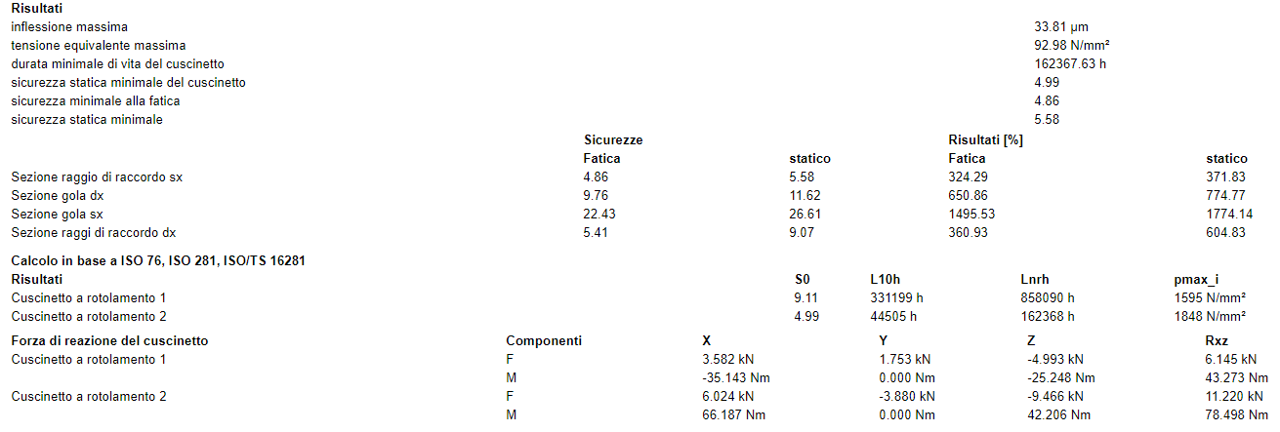 Risultati
inflessione massima 33.81 µm
tensione equivalente massima 92.98 N/mm²
durata minimale di vita del cuscinetto 162367.63 h
sicurezza statica minimale del cuscinetto 4.99
sicurezza minimale alla fatica 4.86
sicurezza statica minimale 5.58
Sicurezze Risultati [%]
Fatica statico Fatica statico
Sezione raggio di raccordo sx 4.86 5.58 324.29 371.83
Sezione gola dx 9.76 11.62 650.86 774.77
Sezione gola sx 22.43 26.61 1495.53 1774.14
Sezione raggi di raccordo dx 5.41 9.07 360.93 604.83
Calcolo in base a ISO 76, ISO 281, ISO/TS 16281
Risultati S0 L10h Lnrh pmax_i
Cuscinetto a rotolamento 1 9.11 331199 h 858090 h 1595 N/mm²
Cuscinetto a rotolamento 2 4.99 44505 h 162368 h 1848 N/mm²
Forza di reazione del cuscinetto Componenti X Y Z Rxz
Cuscinetto a rotolamento 1 F 3.582 kN 1.753 kN -4.993 kN 6.145 kN
M -35.143 Nm 0.000 Nm -25.248 Nm 43.273 Nm
Cuscinetto a rotolamento 2 F 6.024 kN -3.880 kN -9.466 kN 11.220 kN
M 66.187 Nm 0.000 Nm 42.206 Nm 78.498 Nm